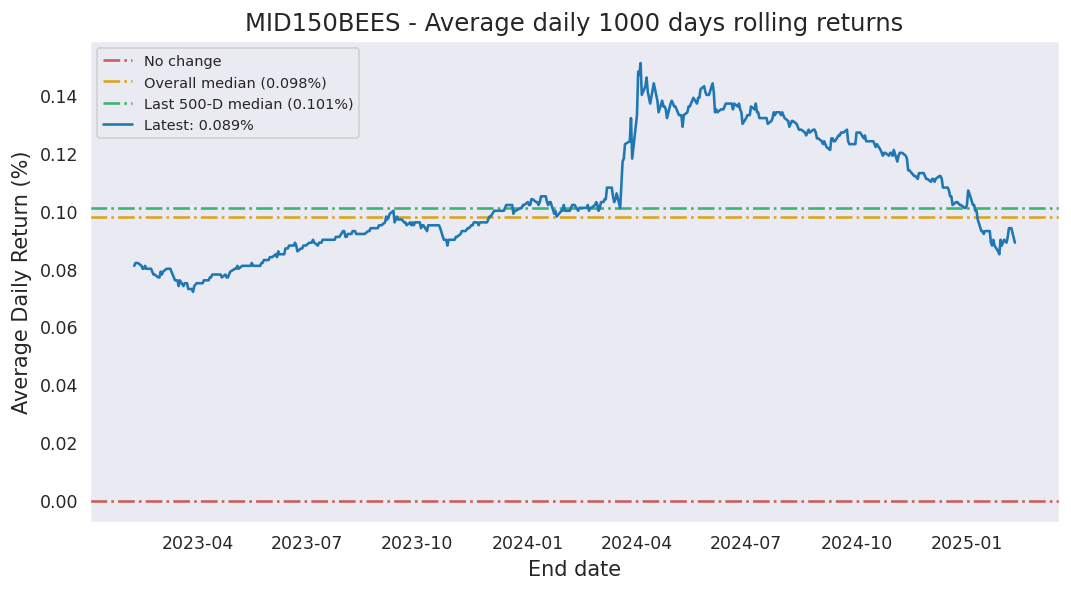 MID150BEES - Average daily 1000 days rolling returns
No change
Overall median (0.098%)
Last 500-D median (0.101%)
Latest: 0.089%
Average Daily Return (%)
0.14
0.12
0.10
0.08
0.06
0.04
0.02
0.00
2023-04 2023-07 2023-10 2024-01 2024-04 2024-07 2024-10 2025-01
End date